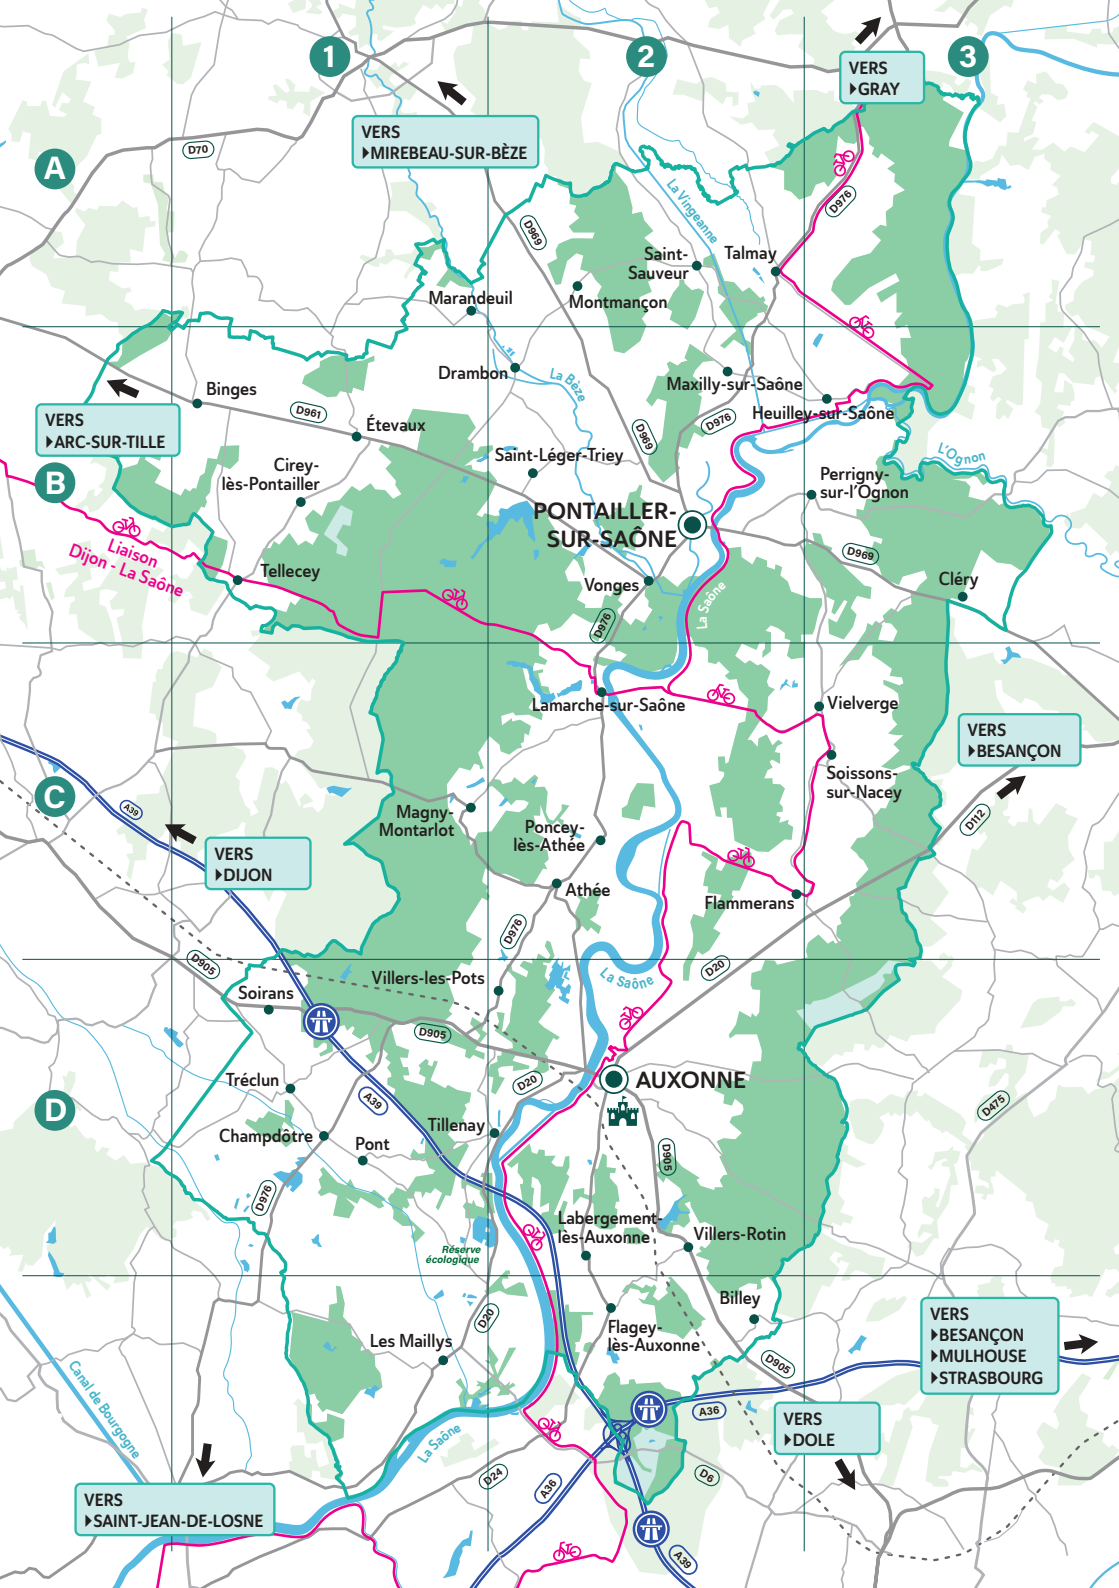 1
2
3
VERS
GRAY
VERS
MIREBEAU-SUR-BÈZE
D70
A
D976
La Vingeanne
D969
Saint-
Sauveur
Talmay
Montmançon
Marandeuil
Drambon
La Bèze
Maxilly-sur-Saône
Heuilley-sur-Saône
Binges
D961
VERS
ARC-SUR-TILLE
Étevaux
D969
D976
L'Ognon
Cirey-
lès-Pontailler
Saint-Léger-Triey
Perrigny-
sur-l'Ognon
B
PONTAILLER-
SUR-SAÔNE
Liaison
Dijon - La Saône
D969
Tellecey
Vonges
Cléry
La Saône
D976
Lamarche-sur-Saône
Vielverge
VERS
BESANÇON
Soissons-
sur-Nacey
C
A39
Magny-
Montarlot
Poncey-
lès-Athée
D112
VERS
DIJON
Athée
Flammerans
D976
D905
D20
Villers-les-Pots
La Saône
Soirans
D905
Tréclun
D20
AUXONNE
A39
D475
D
Champdôtre
Tillenay
Pont
D905
D976
Labergement-
lès-Auxonne
Villers-Rotin
Réserve
écologique
Billey
D20
Flagey-
lès-Auxonne
Les Maillys
VERS
BESANÇON
MULHOUSE
STRASBOURG
D905
Canal de Bourgogne
A36
VERS
DOLE
La Saône
D24
A36
D6
VERS
SAINT-JEAN-DE-LOSNE
A39